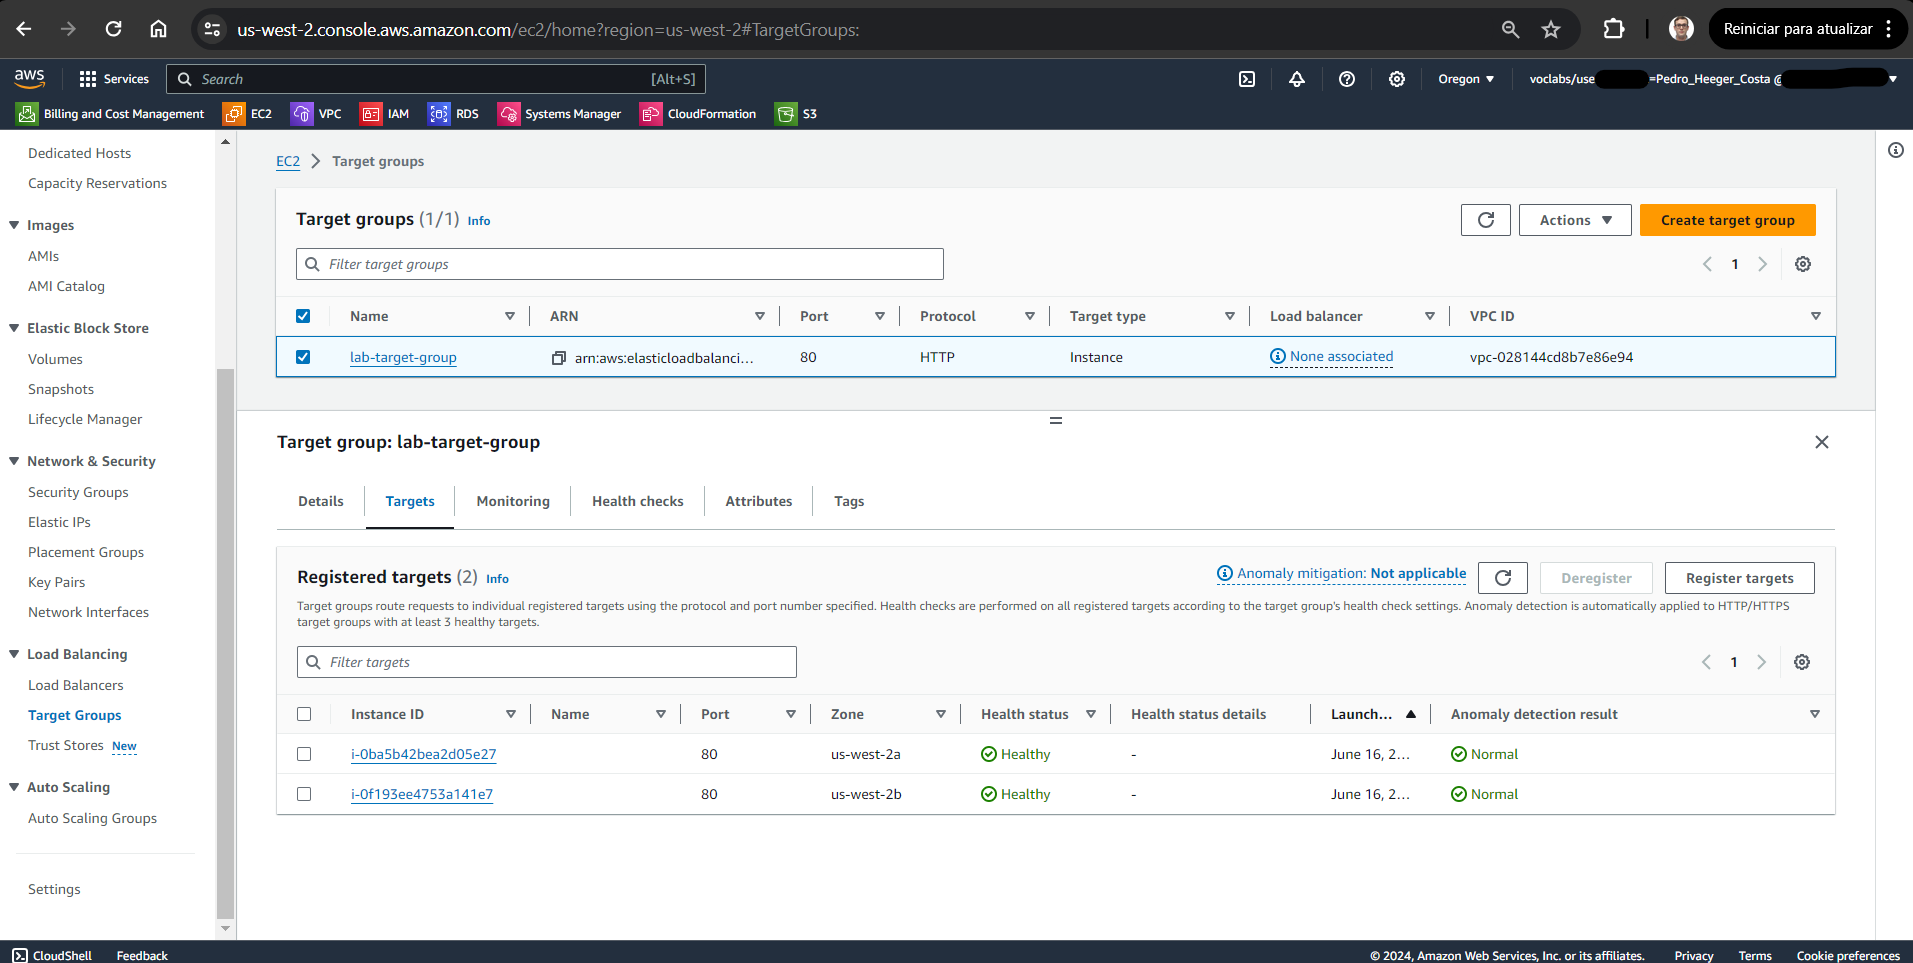 us-west-2.console.aws.amazon.com/ec2/home?region=us-west-2#TargetGroups:
Reiniciar para atualizar
aws
Services
Search
[Alt+S]
Oregon
voclabs/use
=Pedro_Heeger_Costa @
Billing and Cost Management
EC2
VPC
IAM
RDS
Systems Manager
CloudFormation
S3
Dedicated Hosts
Capacity Reservations
Images
AMIs
AMI Catalog
Elastic Block Store
Volumes
Snapshots
Lifecycle Manager
Network & Security
Security Groups
Elastic IPs
Placement Groups
Key Pairs
Network Interfaces
Load Balancing
Load Balancers
Target Groups
Trust Stores New
Auto Scaling
Auto Scaling Groups
Settings
EC2 Target groups
Target groups (1/1) Info
Actions
Create target group
Filter target groups
1
Name ARN Port Protocol Target type Load balancer VPC ID
lab-target-group arn:aws:elasticloadbalanci... 80 HTTP Instance None associated vpc-028144cd8b7e86e94
Target group: lab-target-group
Details Targets Monitoring Health checks Attributes Tags
Registered targets (2) Info
Anomaly mitigation: Not applicable
Deregister
Register targets
Target groups route requests to individual registered targets using the protocol and port number specified. Health checks are performed on all registered targets according to the target group's health check settings. Anomaly detection is automatically applied to HTTP/HTTPS
target groups with at least 3 healthy targets.
Filter targets
1
Instance ID Name Port Zone Health status Health status details Launch... Anomaly detection result
i-0ba5b42bea2d05e27 80 us-west-2a Healthy - June 16, 2... Normal
i-0f193ee4753a141e7 80 us-west-2b Healthy - June 16, 2... Normal
CloudShell Feedback
© 2024, Amazon Web Services, Inc. or its affiliates. Privacy Terms Cookie preferences